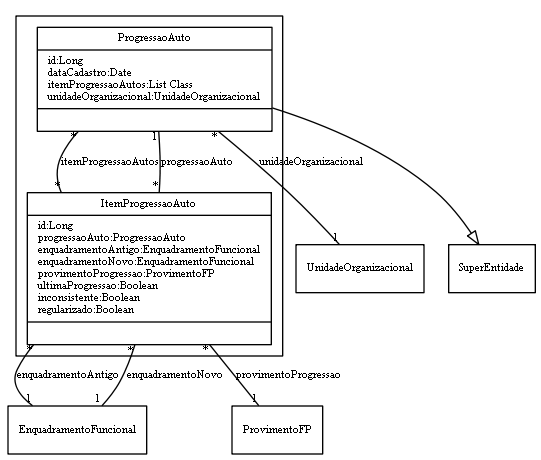 ProgressaoAuto
id:Long
dataCadastro:Date
itemProgressaoAutos:List Class
unidadeOrganizacional:UnidadeOrganizacional
* 1 *
itemProgressaoAutos progressaoAuto unidadeOrganizacional
* *
ItemProgressaoAuto
id:Long
progressaoAuto:ProgressaoAuto
enquadramentoAntigo:EnquadramentoFuncional
enquadramentoNovo:EnquadramentoFuncional
provimentoProgressao:ProvimentoFP
ultimaProgressao:Boolean
inconsistente:Boolean
regularizado:Boolean
1
UnidadeOrganizacional
SuperEntidade
* * *
enquadramentoAntigo enquadramentoNovo provimentoProgressao
1 1 1
EnquadramentoFuncional
ProvimentoFP